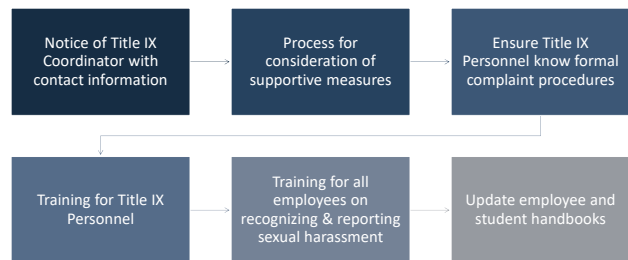 Notice of Title IX
Coordinator with
contact information
Process for
consideration of
supportive measures
Ensure Title IX
Personnel know formal
complaint procedures
Training for Title IX
Personnel
Training for all
employees on
recognizing & reporting
sexual harassment
Update employee and
student handbooks